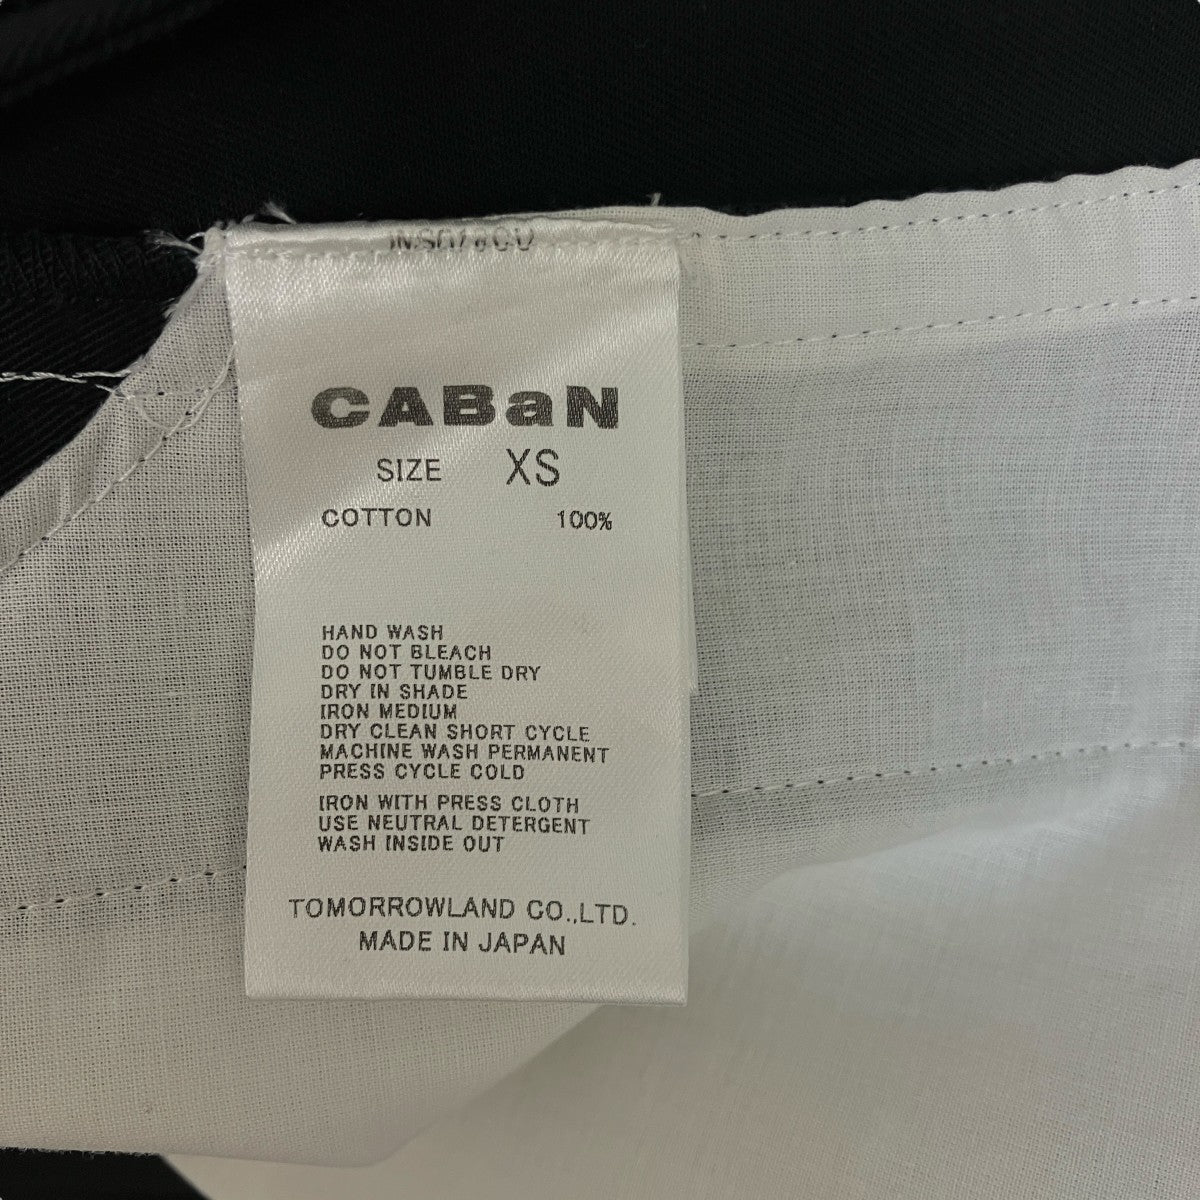 CABaN
SIZE XS
COTTON 100%
HAND WASH
DO NOT BLEACH
DO NOT TUMBLE DRY
DRY IN SHADE
IRON MEDIUM
DRY CLEAN SHORT CYCLE
MACHINE WASH PERMANENT
PRESS CYCLE COLD
IRON WITH PRESS CLOTH
USE NEUTRAL DETERGENT
WASH INSIDE OUT
TOMORROWLAND CO.,LTD.
MADE IN JAPAN